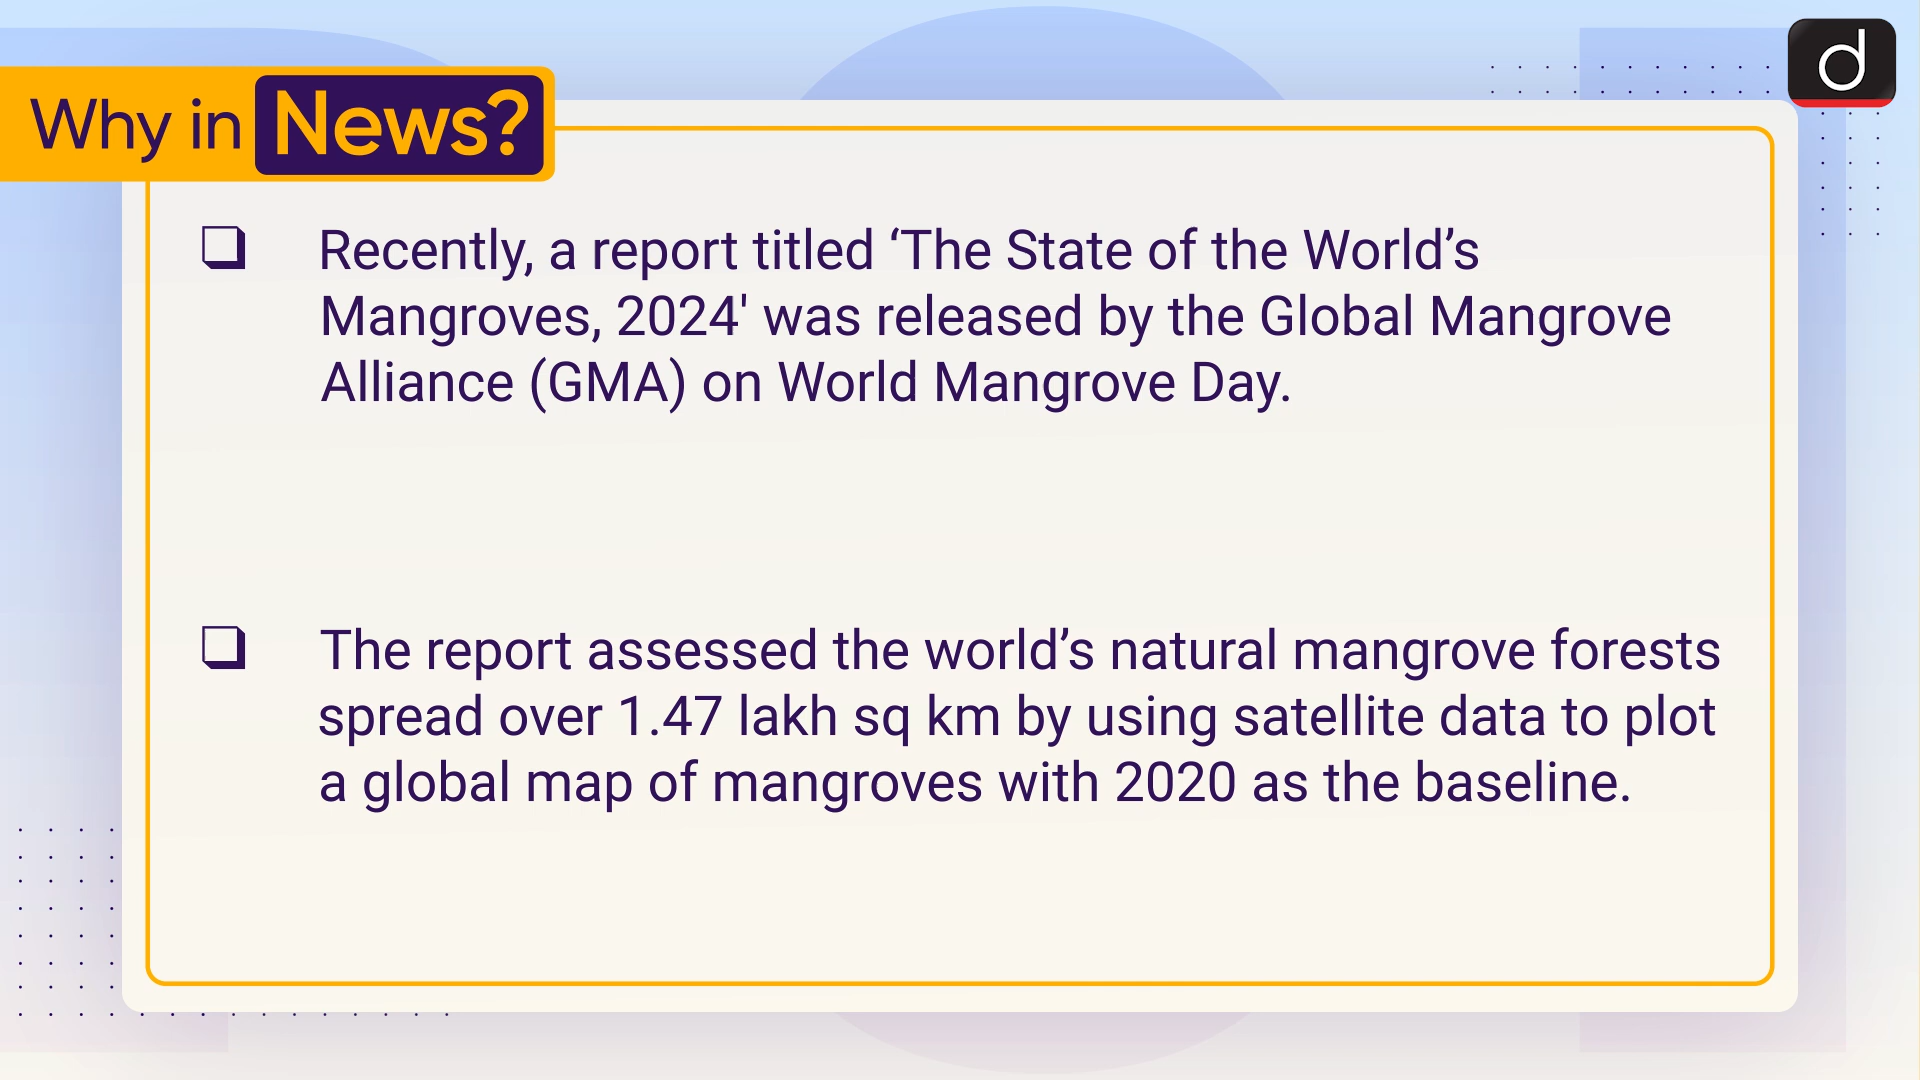 Why in News?
❑ Recently, a report titled ‘The State of the World’s
Mangroves, 2024' was released by the Global Mangrove
Alliance (GMA) on World Mangrove Day.
❑ The report assessed the world’s natural mangrove forests
spread over 1.47 lakh sq km by using satellite data to plot
a global map of mangroves with 2020 as the baseline.
d